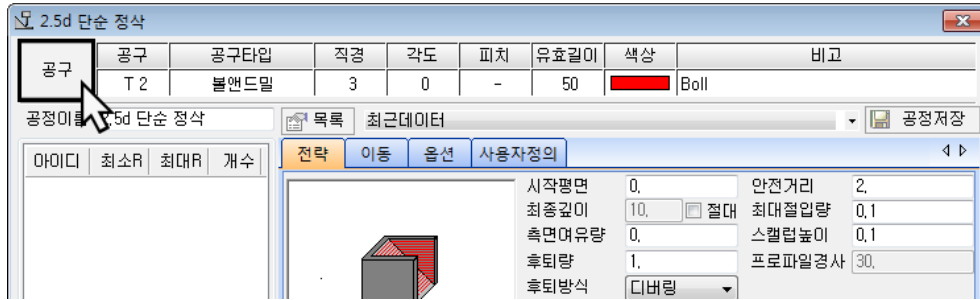 2.5d 단순 정삭
공구 공구 공구타입 직경 각도 피치 유효길이 색상 비고
T 2 볼앤드밀 3 0 - 50 Boll
공정이름 2.5d 단순 정삭 목록 최근데이터 공정저장
아이디 최소R 최대R 개수 전략 이동 옵션 사용자정의
시작평면 0, 안전거리 2,
최종깊이 10, 절대 최대절입량 0,1
측면여유량 0, 스캘럽높이 0,1
후퇴량 1, 프로파일경사 30,
후퇴방식 디버링